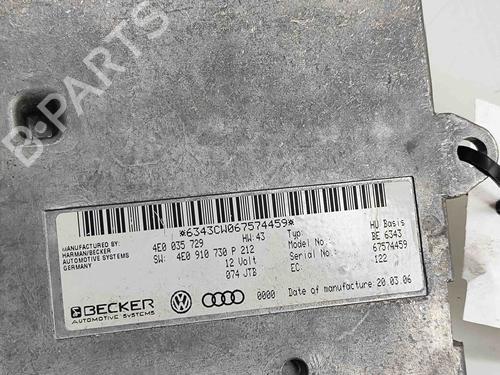 B-PARTS
*6343CW067574459*
MANUFACTURED BY:
HARMAN/BECKER
AUTOMOTIVE SYSTEMS
GERMANY
4E0 035 729
HW: 43
SW: 4E0 910 730 P 212
12 Volt
074 JTB
Typ: HU Basis
Model No.: BE 6343
Serial No.: 67574459
EC: 122
BECKER
AUTOMOTIVE SYSTEMS
0000
Date of manufacture: 20.03.06